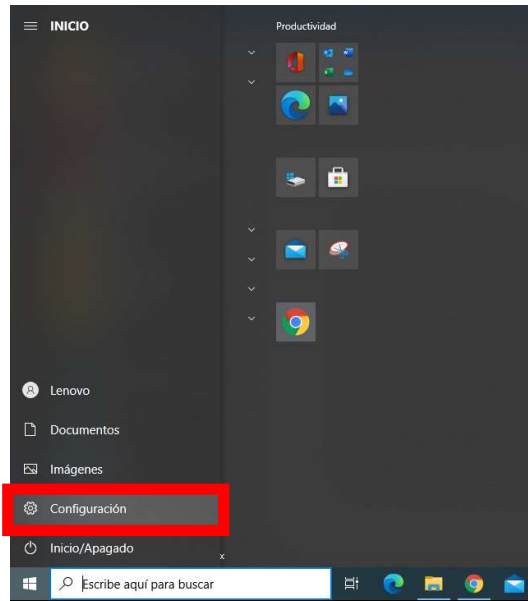 INICIO
Productividad
Lenovo
Documentos
Imágenes
Configuración
Inicio/Apagado
x
Escribe aquí para buscar